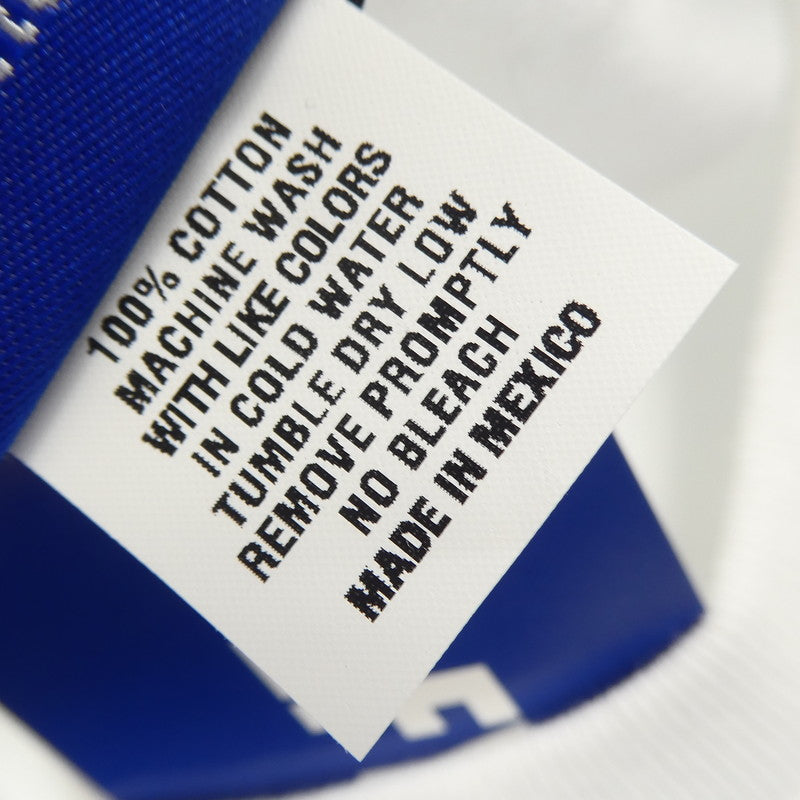 100% COTTON
MACHINE WASH
WITH LIKE COLORS
IN COLD WATER
TUMBLE DRY LOW
REMOVE PROMPTLY
NO BLEACH
MADE IN MEXICO